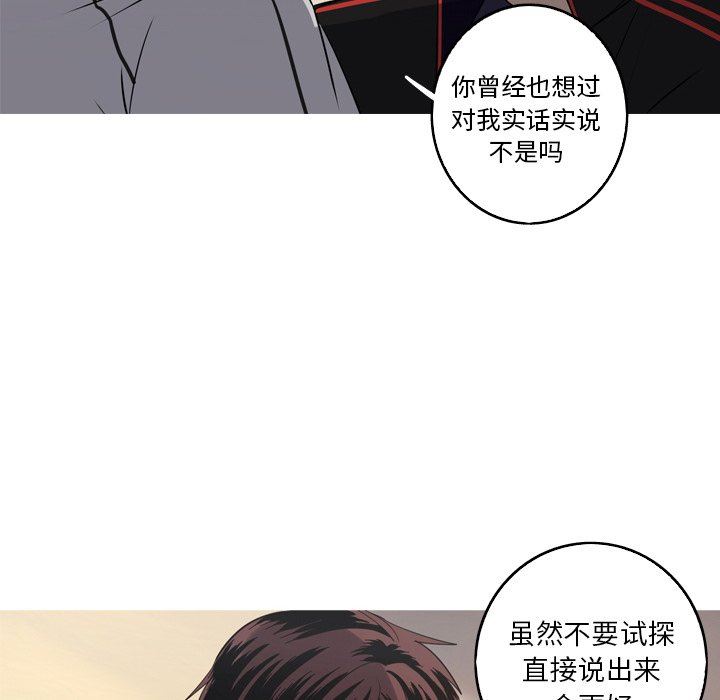 你曾经也想过
对我实话实说
不是吗
虽然不要试探
直接说出来